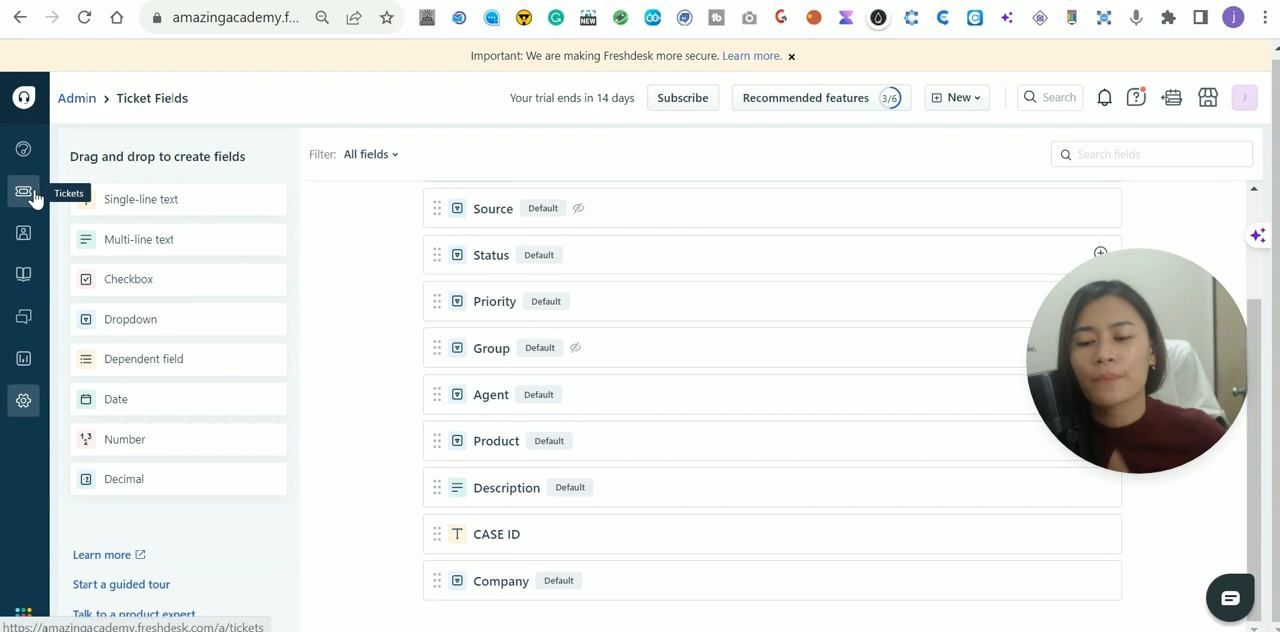 amazingacademy.f...
NEW
tb
j
Important: We are making Freshdesk more secure. Learn more. ×
Admin > Ticket Fields
Your trial ends in 14 days
Subscribe
Recommended features 3/6
New
Search
J
Drag and drop to create fields
Filter: All fields
Search fields
Tickets
Single-line text
Multi-line text
Checkbox
Dropdown
Dependent field
Date
Number
Decimal
Learn more
Start a guided tour
Talk to a product expert
Source Default
Status Default
Priority Default
Group Default
Agent Default
Product Default
Description Default
T CASE ID
Company Default
https://amazingacademy.freshdesk.com/a/tickets